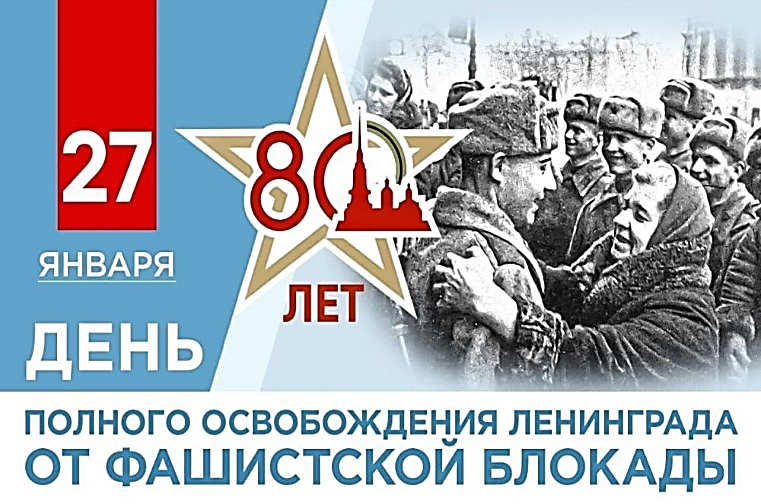 27
ЯНВАРЯ
80
ЛЕТ
ДЕНЬ
ПОЛНОГО ОСВОБОЖДЕНИЯ ЛЕНИНГРАДА
ОТ ФАШИСТСКОЙ БЛОКАДЫ